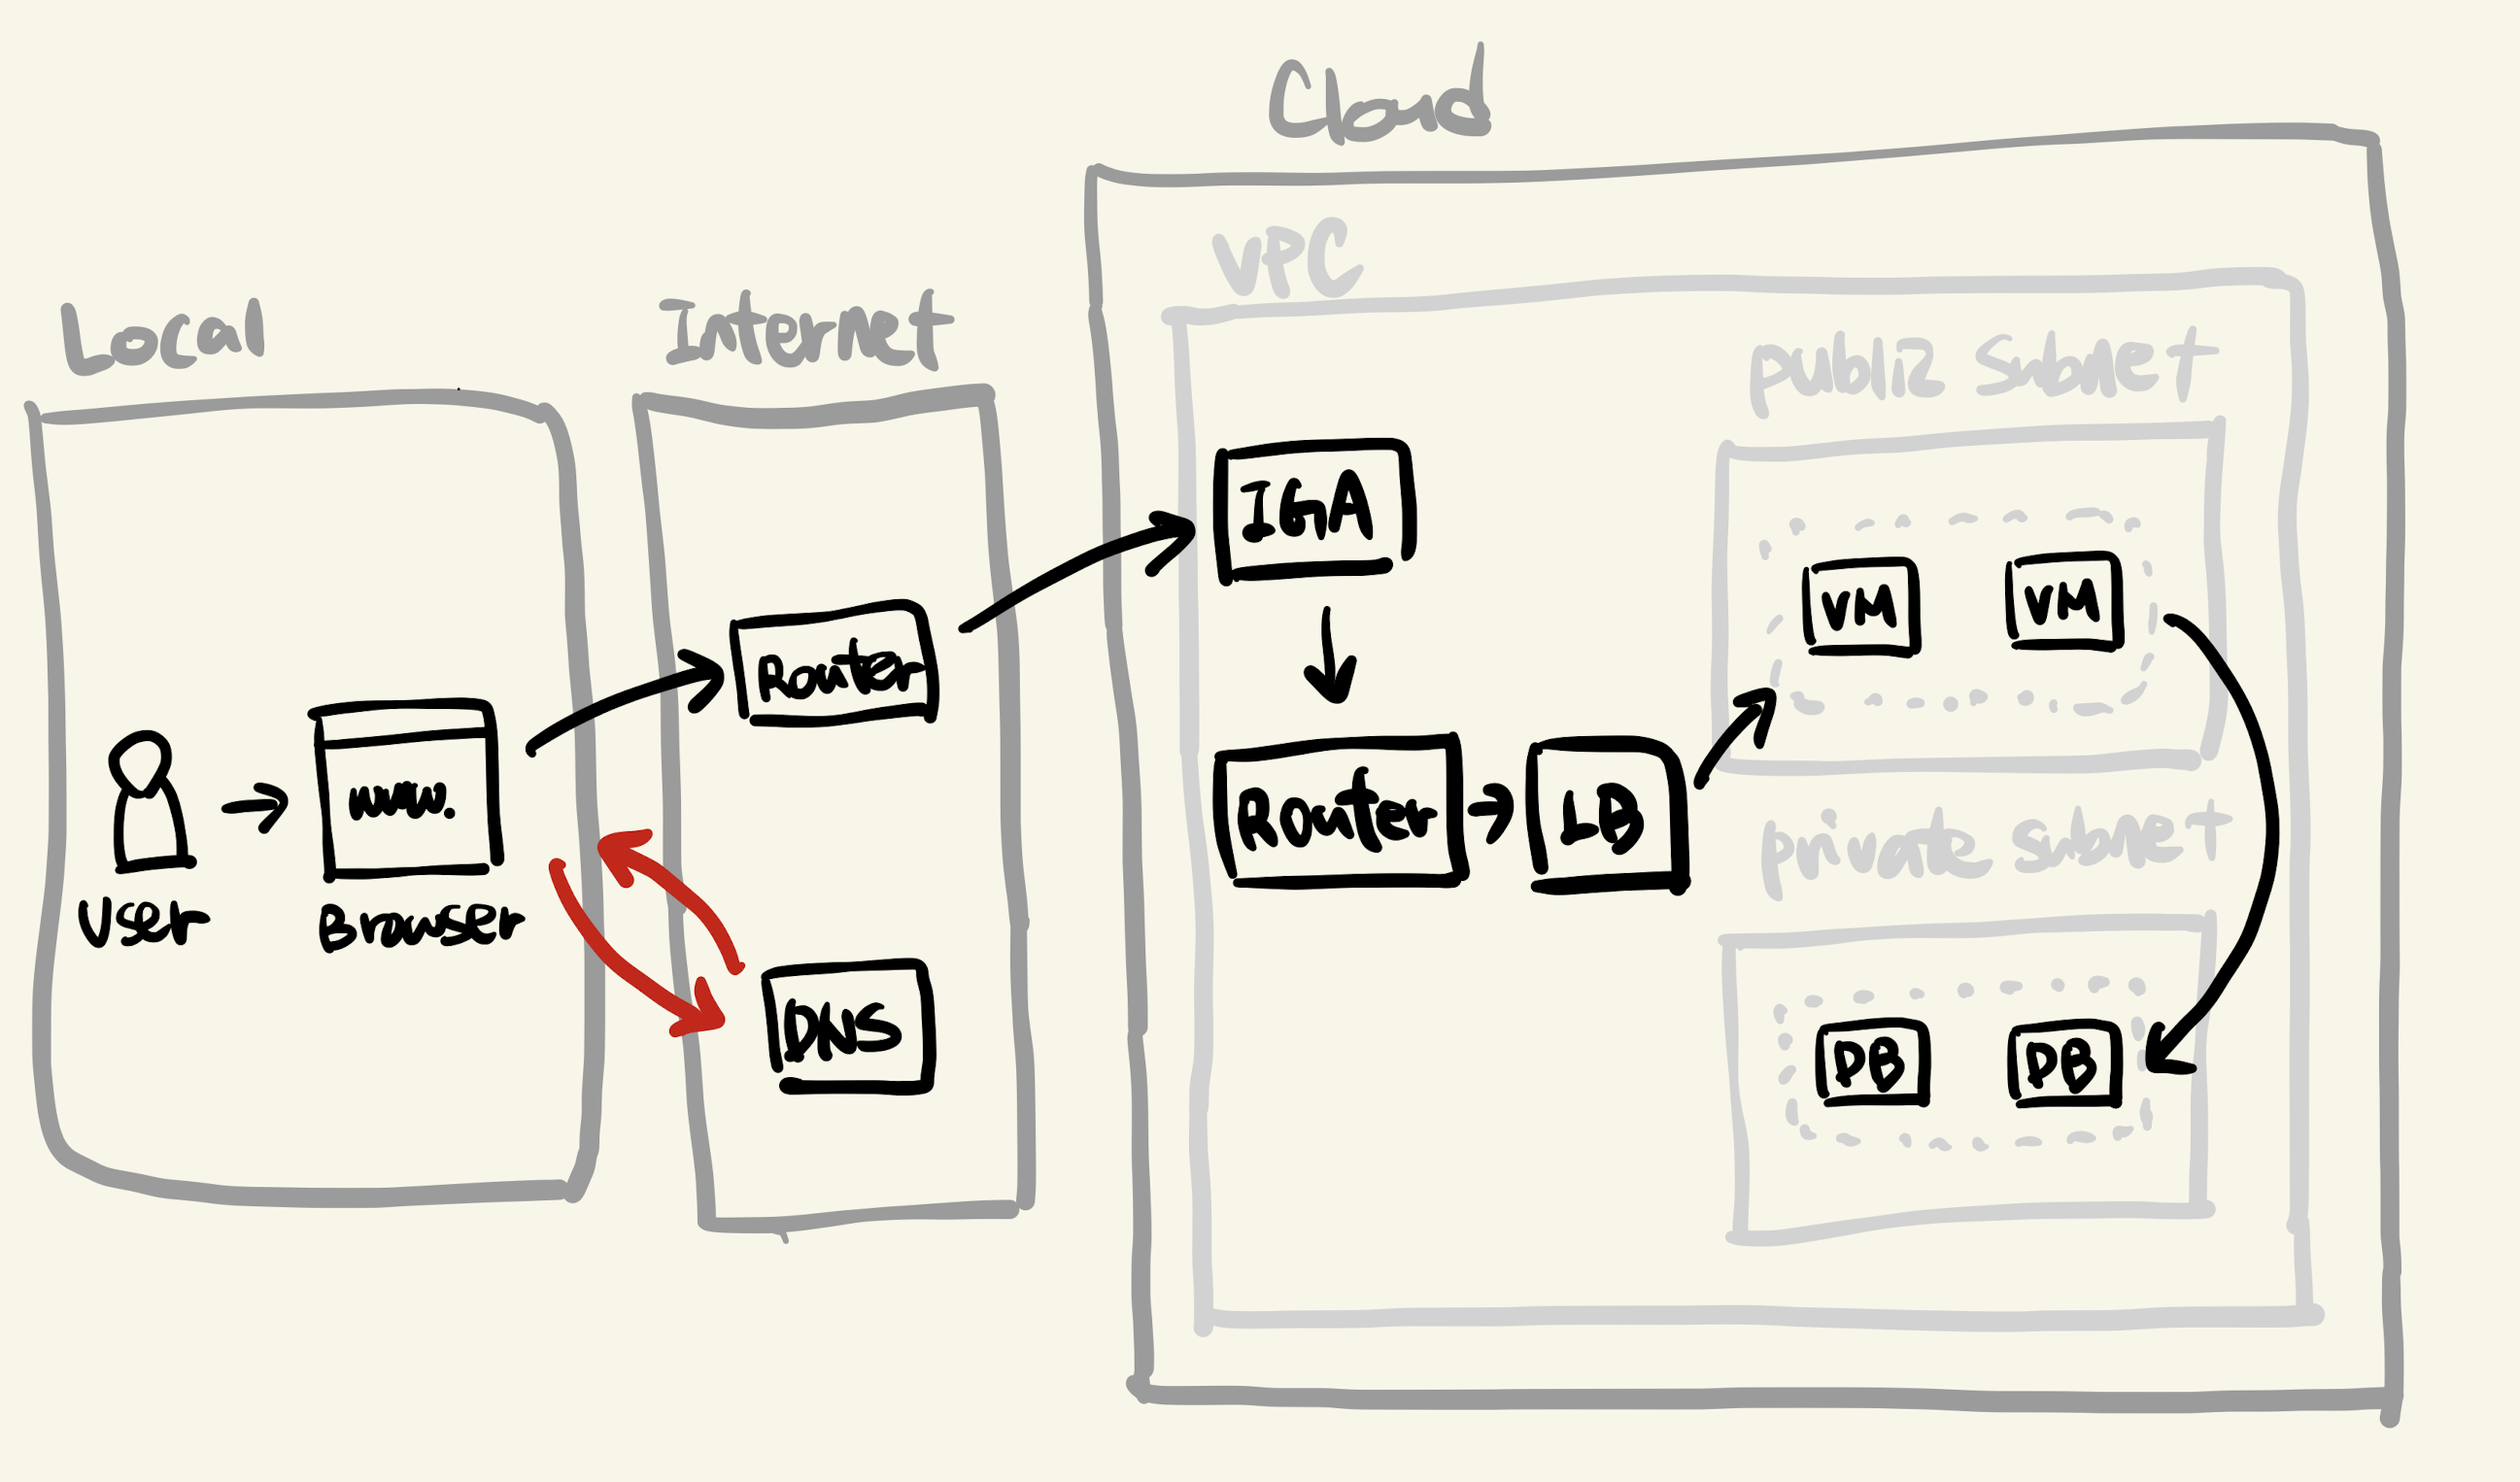 Cloud
VPC
Local
Internet
public subnet
IGA
VM
VM
Router
www.
Router
LB
private subnet
User
Browser
DNS
DB
DB